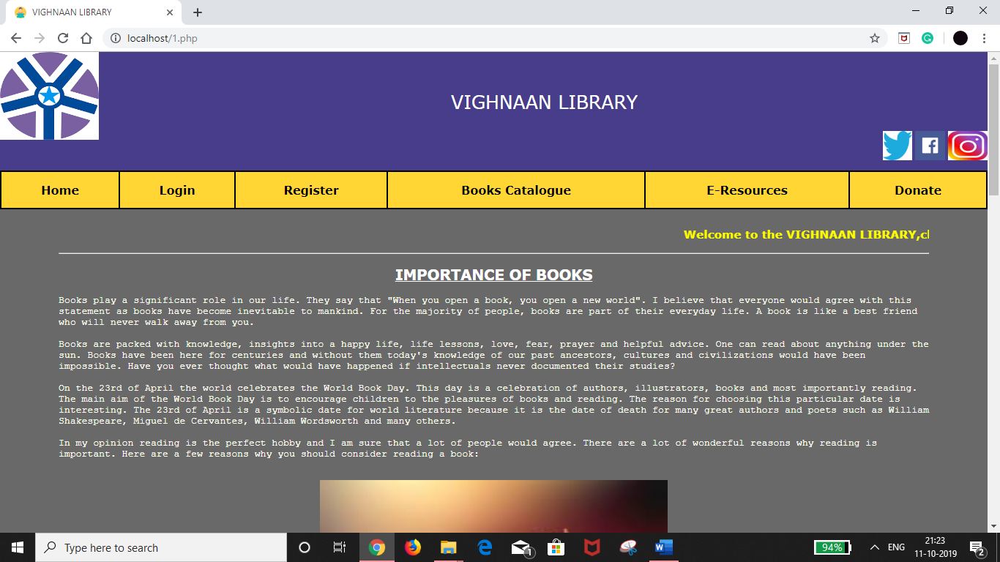 VIGHNAAN LIBRARY
localhost/1.php
VIGHNAAN LIBRARY
Home
Login
Register
Books Catalogue
E-Resources
Donate
Welcome to the VIGHNAAN LIBRARY,cl
IMPORTANCE OF BOOKS
Books play a significant role in our life. They say that "When you open a book, you open a new world". I believe that everyone would agree with this
statement as books have become inevitable to mankind. For the majority of people, books are part of their everyday life. A book is like a best friend
who will never walk away from you.
Books are packed with knowledge, insights into a happy life, life lessons, love, fear, prayer and helpful advice. One can read about anything under the
sun. Books have been here for centuries and without them today's knowledge of our past ancestors, cultures and civilizations would have been
impossible. Have you ever thought what would have happened if intellectuals never documented their studies?
On the 23rd of April the world celebrates the World Book Day. This day is a celebration of authors, illustrators, books and most importantly reading.
The main aim of the World Book Day is to encourage children to the pleasures of books and reading. The reason for choosing this particular date is
interesting. The 23rd of April is a symbolic date for world literature because it is the date of death for many great authors and poets such as William
Shakespeare, Miguel de Cervantes, William Wordsworth and many others.
In my opinion reading is the perfect hobby and I am sure that a lot of people would agree. There are a lot of wonderful reasons why reading is
important. Here are a few reasons why you should consider reading a book:
Type here to search
1
94%
ENG
21:23
11-10-2019
2